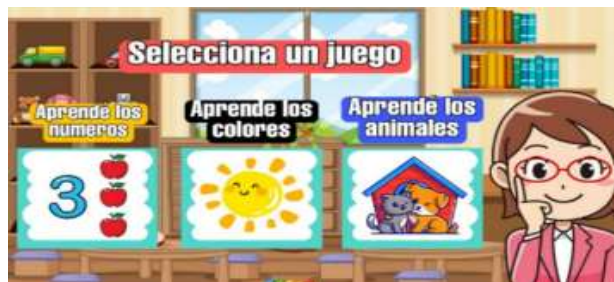 Selecciona un juego
Aprende los
numeros
Aprende los
colores
Aprende los
animales
3